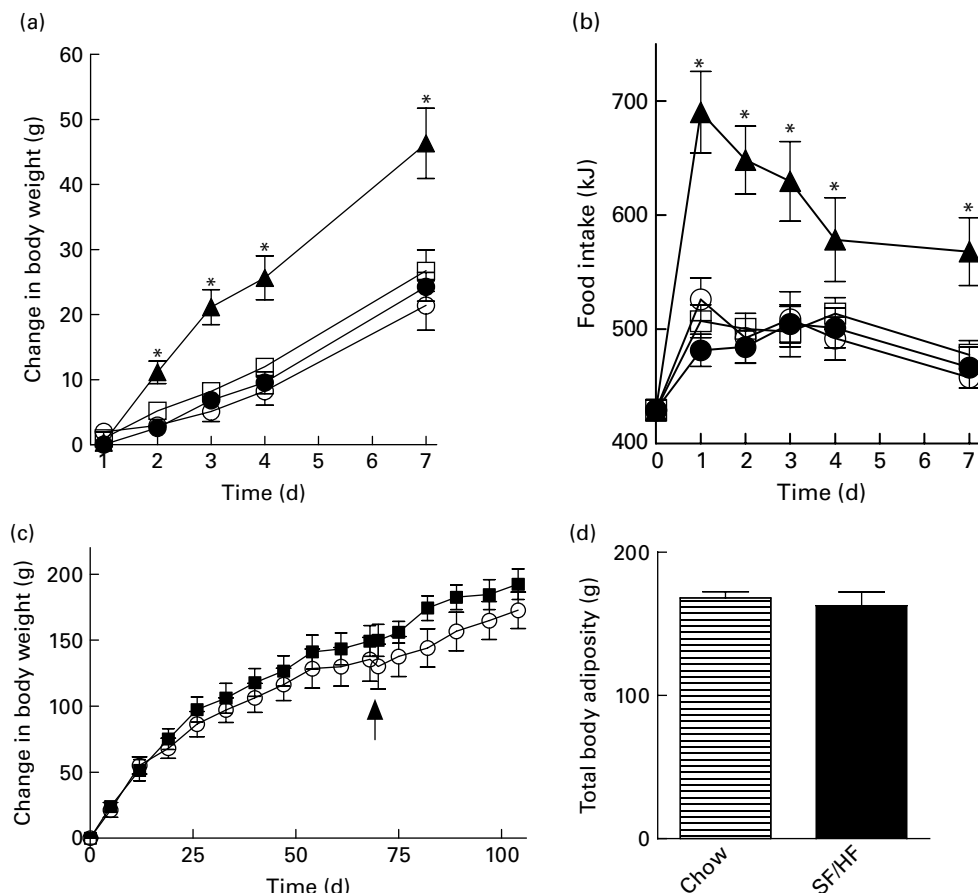 (a)
60
50
40
30
20
10
0
Change in body weight (g)
* * * *
1 2 3 4 5 6 7
Time (d)
(b)
700
600
500
400
Food intake (kJ)
* * * * *
0 1 2 3 4 5 6 7
Time (d)
(c)
200
150
100
50
0
Change in body weight (g)
0 25 50 75 100
Time (d)
(d)
200
100
0
Total body adiposity (g)
Chow SF/HF